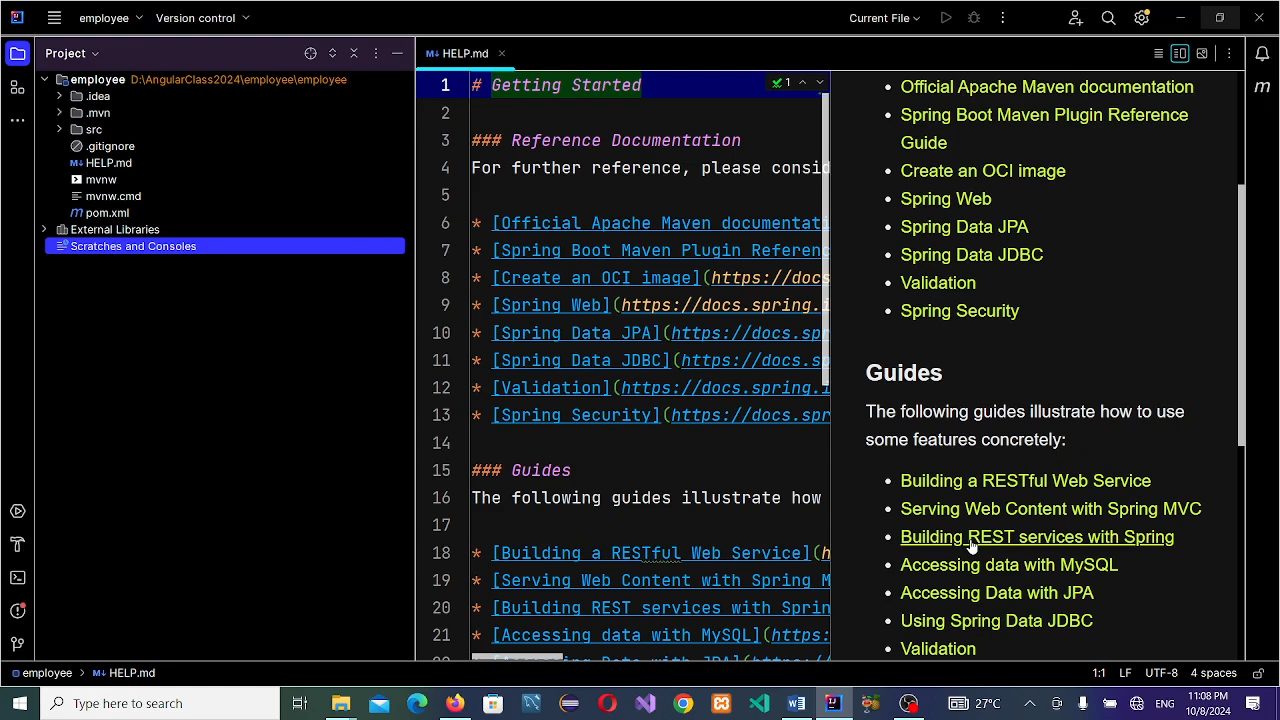 employee
Version control
Current File
Project
HELP.md
employee D:\AngularClass2024\employee\employee
.idea
.mvn
src
.gitignore
HELP.md
mvnw
mvnw.cmd
pom.xml
External Libraries
Scratches and Consoles
1 # Getting Started
1
2
3 ### Reference Documentation
4 For further reference, please consid
5
6 * [Official Apache Maven documentati
7 * [Spring Boot Maven Plugin Referenc
8 * [Create an OCI image](https://docs
9 * [Spring Web](https://docs.spring.i
10 * [Spring Data JPA](https://docs.spr
11 * [Spring Data JDBC](https://docs.sp
12 * [Validation](https://docs.spring.i
13 * [Spring Security](https://docs.spr
14
15 ### Guides
16 The following guides illustrate how
17
18 * [Building a RESTful Web Service](h
19 * [Serving Web Content with Spring M
20 * [Building REST services with Sprin
21 * [Accessing data with MySQL](https:
Official Apache Maven documentation
Spring Boot Maven Plugin Reference
Guide
Create an OCI image
Spring Web
Spring Data JPA
Spring Data JDBC
Validation
Spring Security
Guides
The following guides illustrate how to use
some features concretely:
Building a RESTful Web Service
Serving Web Content with Spring MVC
Building REST services with Spring
Accessing data with MySQL
Accessing Data with JPA
Using Spring Data JDBC
Validation
employee > HELP.md
1:1 LF UTF-8 4 spaces
Type here to search
27°C
ENG
11:08 PM
10/8/2024